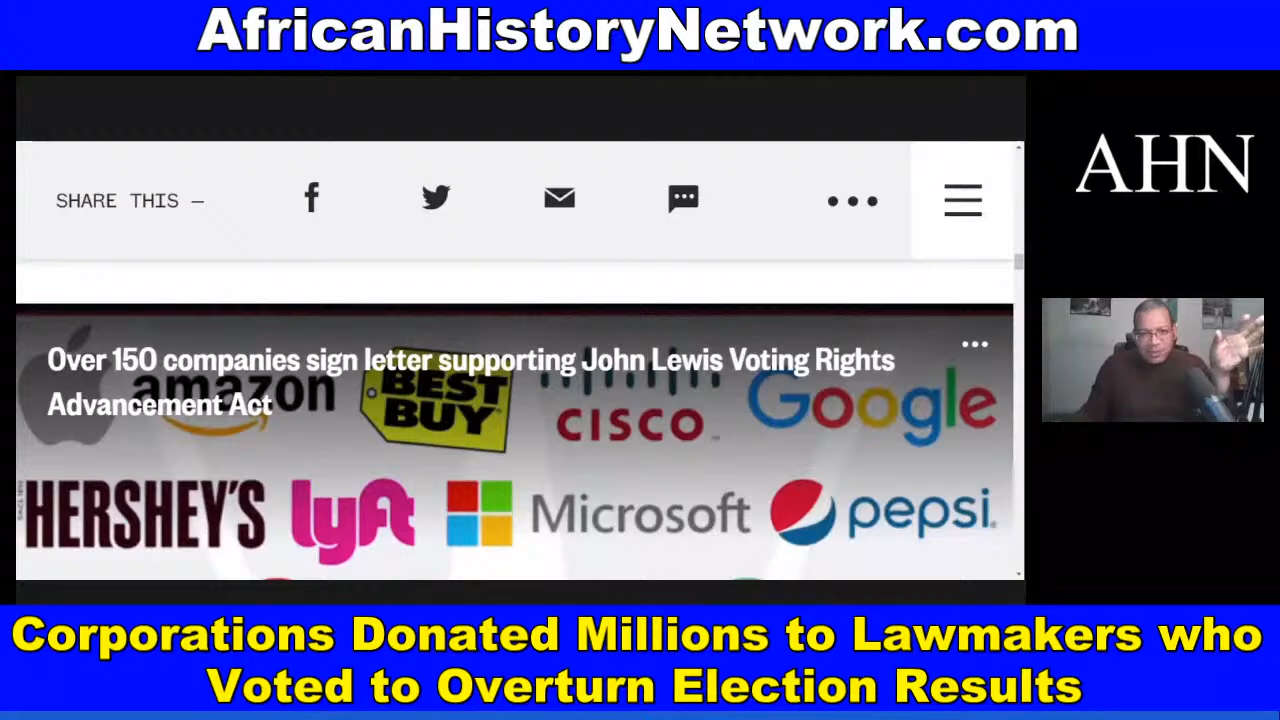 AfricanHistoryNetwork.com
AHN
SHARE THIS —
Over 150 companies sign letter supporting John Lewis Voting Rights
Advancement Act
amazon
BEST
BUY
CISCO
Google
HERSHEY'S
lyft
Microsoft
pepsi
Corporations Donated Millions to Lawmakers who
Voted to Overturn Election Results